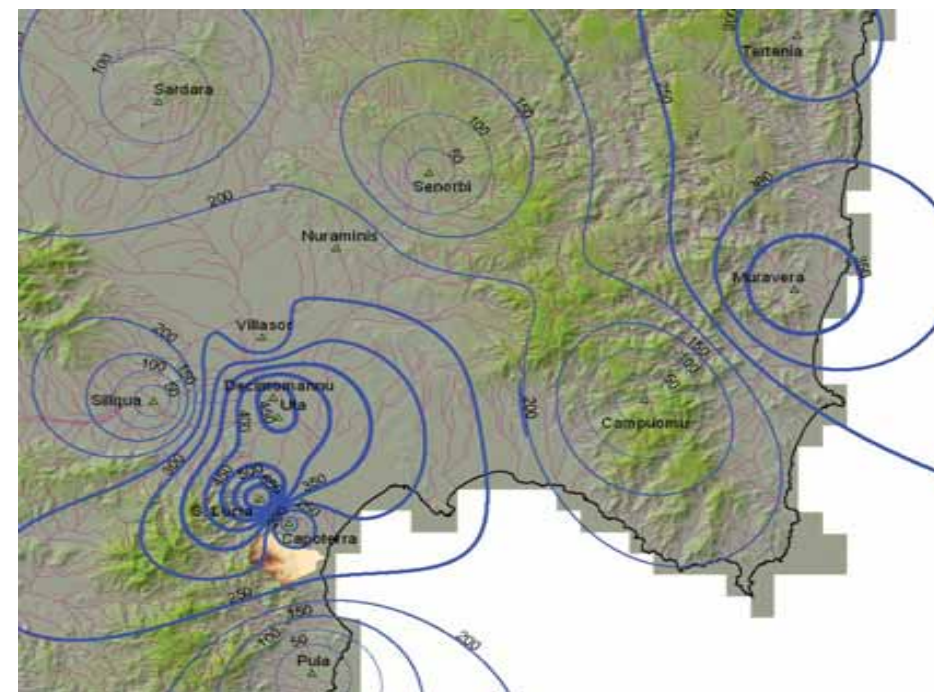 Tertenia
100
Sardara
150
250
100
50
Senorbi
300
200
Nuraminis
350
Muravera
Villasor
200
150
100
50
Siliqua
Decimomannu
Uta
400
150
100
50
200
Campuomu
300
350
S. Lucia
Capoterra
250
150
200
100
50
Pula